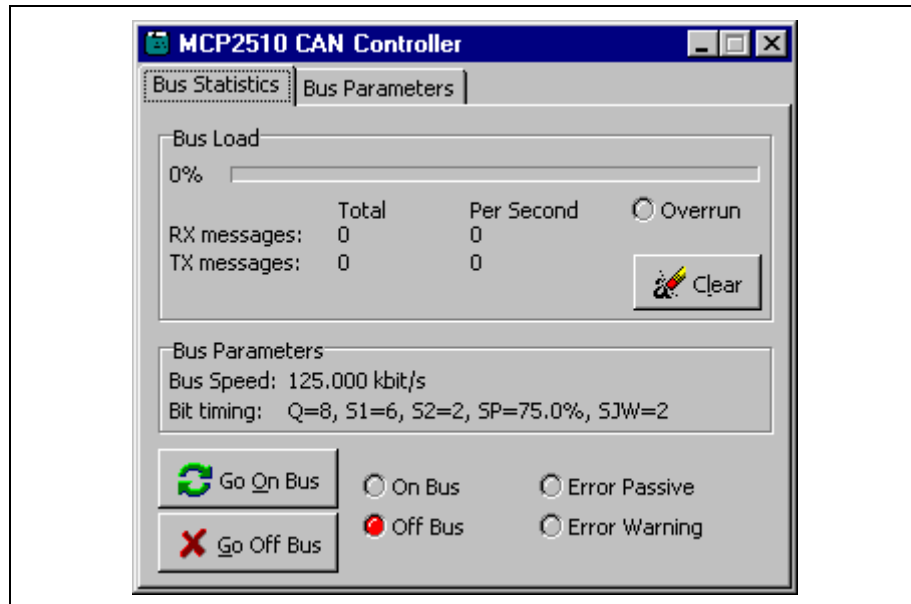 MCP2510 CAN Controller
Bus Statistics Bus Parameters
Bus Load
0%
Total Per Second Overrun
RX messages: 0 0
TX messages: 0 0
Clear
Bus Parameters
Bus Speed: 125.000 kbit/s
Bit timing: Q=8, S1=6, S2=2, SP=75.0%, SJW=2
Go On Bus On Bus Error Passive
Go Off Bus Off Bus Error Warning